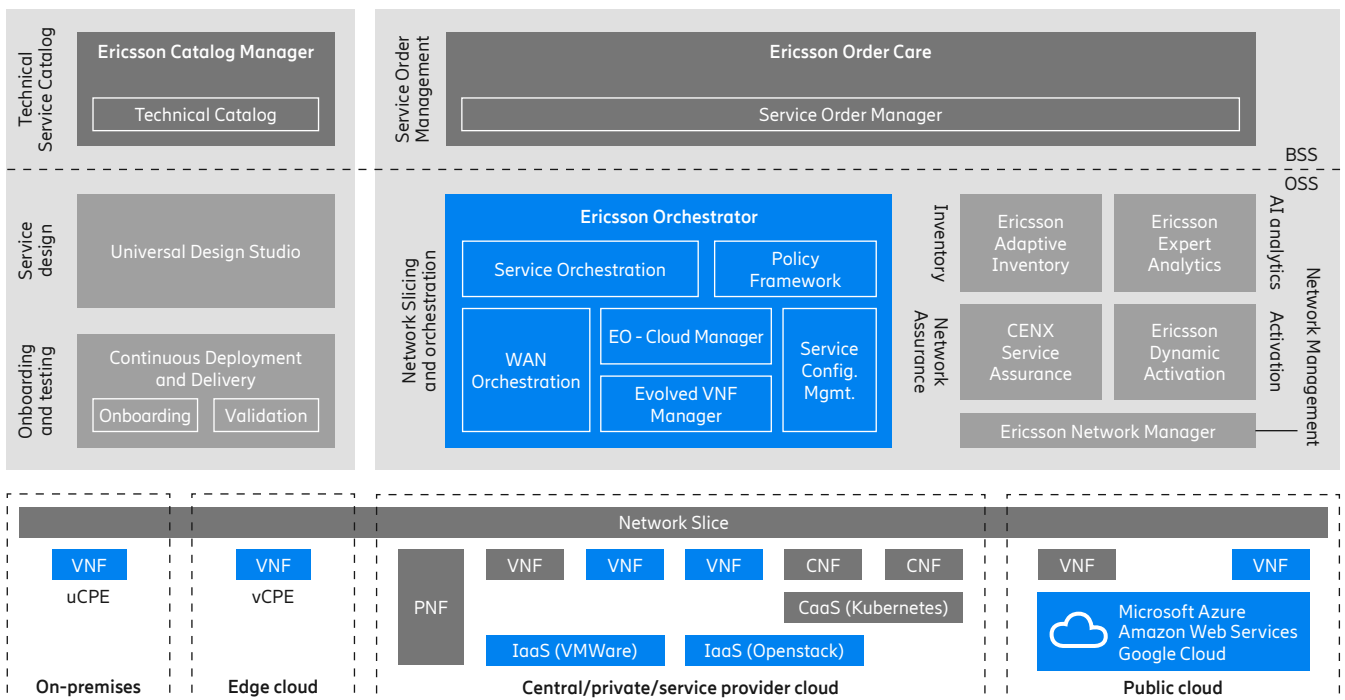 Technical
Service Catalog
Ericsson Catalog Manager
Technical Catalog
Service Order
Management
Ericsson Order Care
Service Order Manager
BSS
OSS
Service
design
Universal Design Studio
Onboarding
and testing
Continuous Deployment
and Delivery
Onboarding
Validation
Network Slicing
and orchestration
Ericsson Orchestrator
Service Orchestration
Policy
Framework
WAN
Orchestration
EO - Cloud Manager
Evolved VNF
Manager
Service
Config.
Mgmt.
Inventory
Ericsson
Adaptive
Inventory
Ericsson
Expert
Analytics
AI analytics
Network
Assurance
CENX
Service
Assurance
Ericsson
Dynamic
Activation
Activation
Ericsson Network Manager
Network Management
Network Slice
VNF
uCPE
On-premises
VNF
vCPE
Edge cloud
PNF
VNF
VNF
VNF
CNF
CNF
CaaS (Kubernetes)
IaaS (VMWare)
IaaS (Openstack)
Central/private/service provider cloud
VNF
VNF
Microsoft Azure
Amazon Web Services
Google Cloud
Public cloud